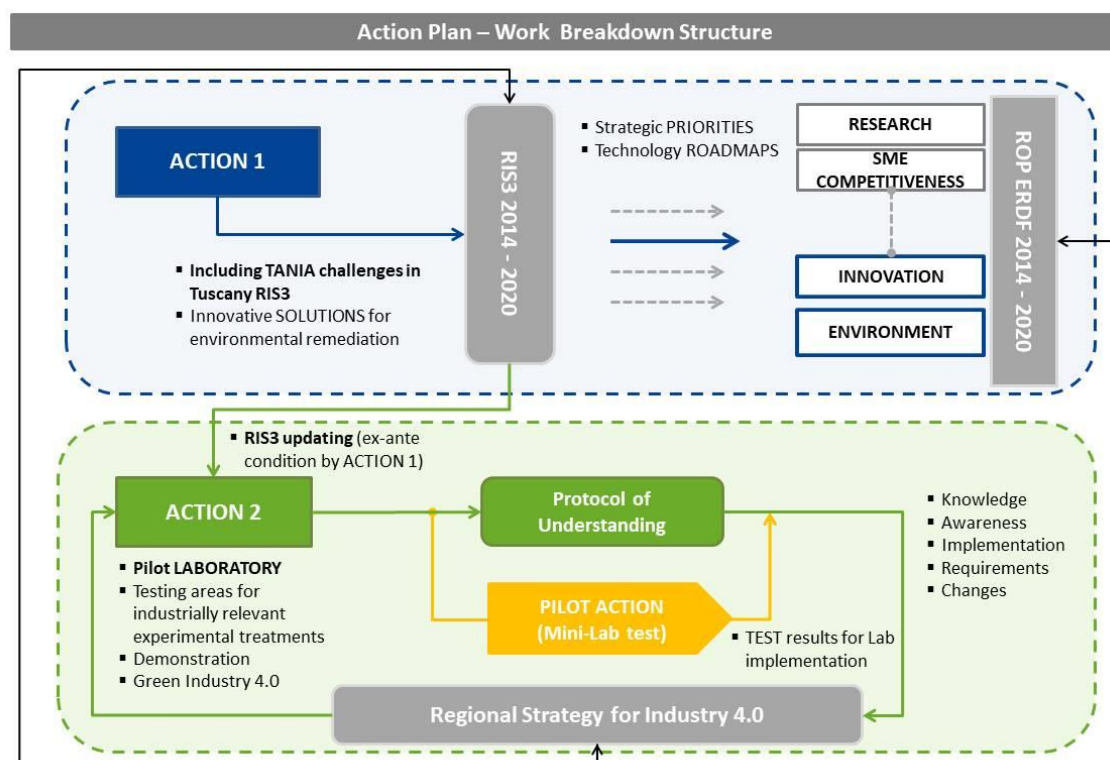 Action Plan – Work Breakdown Structure
ACTION 1
▪ Including TANIA challenges in
Tuscany RIS3
▪ Innovative SOLUTIONS for
environmental remediation
RIS3 2014 - 2020
▪ Strategic PRIORITIES
▪ Technology ROADMAPS
RESEARCH
SME
COMPETITIVENESS
INNOVATION
ENVIRONMENT
ROP ERDF 2014 - 2020
▪ RIS3 updating (ex-ante
condition by ACTION 1)
ACTION 2
▪ Pilot LABORATORY
▪ Testing areas for
industrially relevant
experimental treatments
▪ Demonstration
▪ Green Industry 4.0
Protocol of
Understanding
PILOT ACTION
(Mini-Lab test)
▪ TEST results for Lab
implementation
▪ Knowledge
▪ Awareness
▪ Implementation
▪ Requirements
▪ Changes
Regional Strategy for Industry 4.0